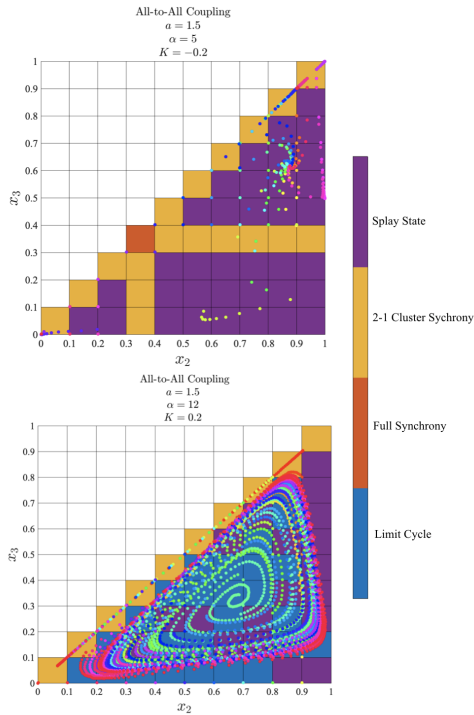 All-to-All Coupling
a = 1.5
α = 5
K = −0.2
1
0.9
0.8
0.7
0.6
0.5
0.4
0.3
0.2
0.1
0
x₃
0 0.1 0.2 0.3 0.4 0.5 0.6 0.7 0.8 0.9 1
x₂
Splay State
2-1 Cluster Sychrony
Full Synchrony
Limit Cycle
All-to-All Coupling
a = 1.5
α = 12
K = 0.2
1
0.9
0.8
0.7
0.6
0.5
0.4
0.3
0.2
0.1
0
x₃
0 0.1 0.2 0.3 0.4 0.5 0.6 0.7 0.8 0.9 1
x₂